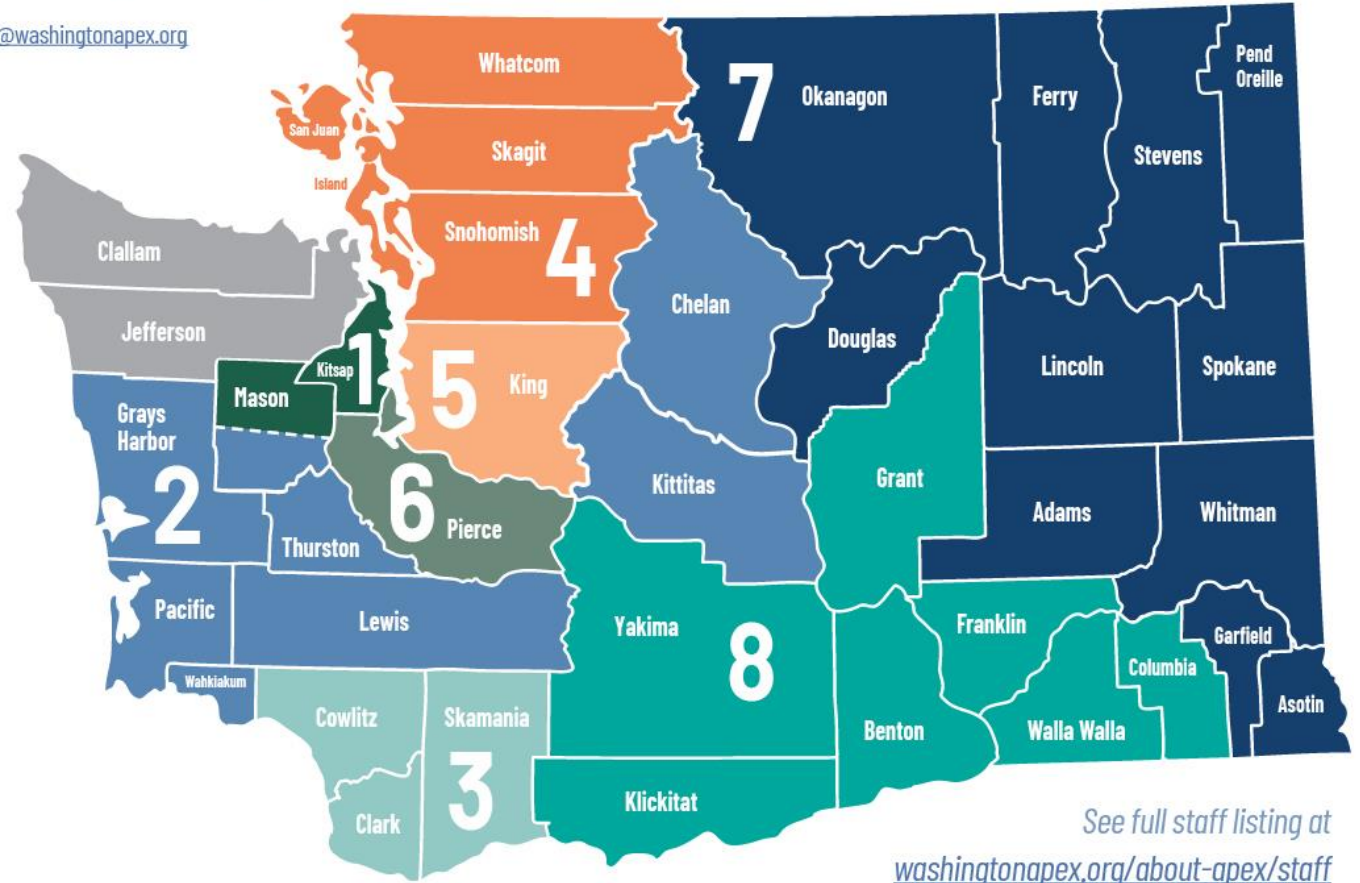 @washingtonapex.org
Whatcom
7
Okanagon
Ferry
Pend
Oreille
San Juan
Skagit
Stevens
Island
Snohomish
4
Clallam
Chelan
Jefferson
Douglas
Kitsap
1
5
King
Lincoln
Spokane
Mason
Grays
Harbor
2
6
Pierce
Kittitas
Grant
Adams
Whitman
Thurston
Pacific
Lewis
Yakima
8
Franklin
Garfield
Columbia
Wahkiakum
Cowlitz
Skamania
3
Benton
Walla Walla
Asotin
Clark
Klickitat
See full staff listing at
washingtonapex.org/about-apex/staff